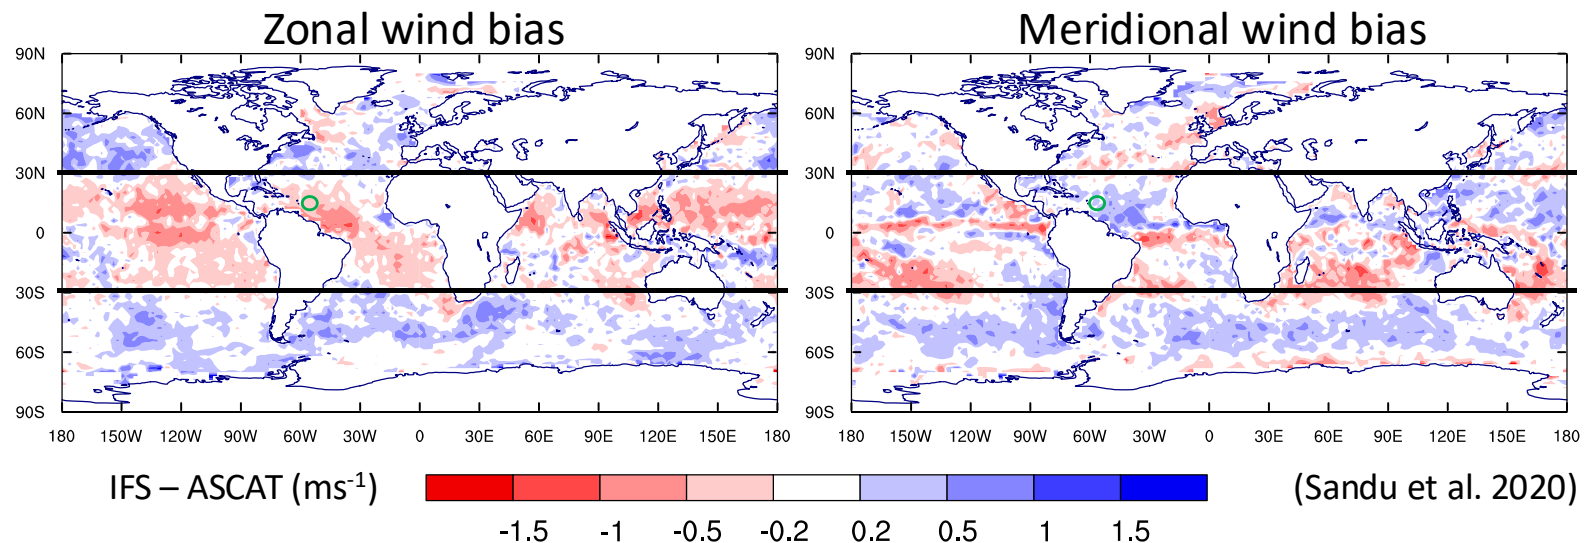 Zonal wind bias
Meridional wind bias
90N
60N
30N
0
30S
60S
90S
180 150W 120W 90W 60W 30W 0 30E 60E 90E 120E 150E 180
90N
60N
30N
0
30S
60S
90S
180 150W 120W 90W 60W 30W 0 30E 60E 90E 120E 150E 180
IFS – ASCAT (ms-1)
(Sandu et al. 2020)
-1.5 -1 -0.5 -0.2 0.2 0.5 1 1.5